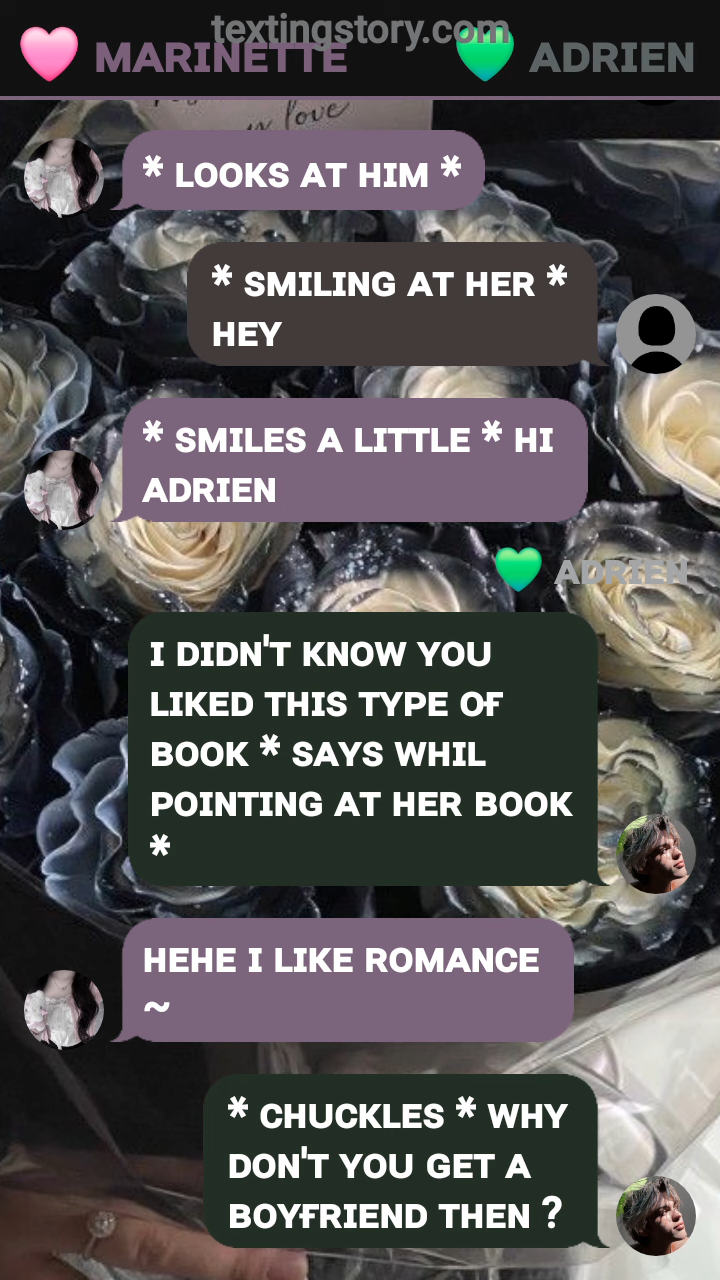 textingstory.com
🩷 MARINETTE 💚 ADRIEN
love
* LOOKS AT HIM *
* SMILING AT HER *
HEY
* SMILES A LITTLE * HI
ADRIEN
💚 ADRIEN
I DIDN'T KNOW YOU
LIKED THIS TYPE OF
BOOK * SAYS WHIL
POINTING AT HER BOOK
*
HEHE I LIKE ROMANCE
~
* CHUCKLES * WHY
DON'T YOU GET A
BOYFRIEND THEN ?